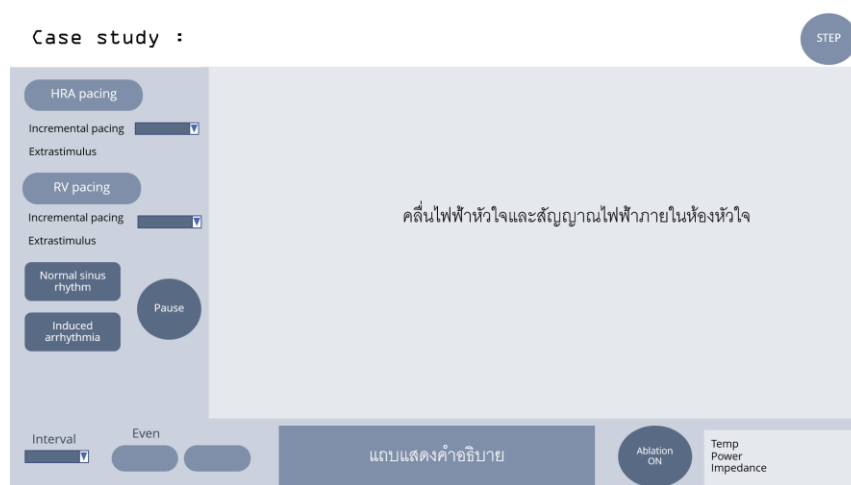 Case study :
STEP
HRA pacing
Incremental pacing
Extrastimulus
RV pacing
Incremental pacing
Extrastimulus
Normal sinus
rhythm
Pause
Induced
arrhythmia
คลื่นไฟฟ้าหัวใจและสัญญาณไฟฟ้าภายในห้องหัวใจ
Interval
Even
แถบแสดงคำอธิบาย
Ablation
ON
Temp
Power
Impedance